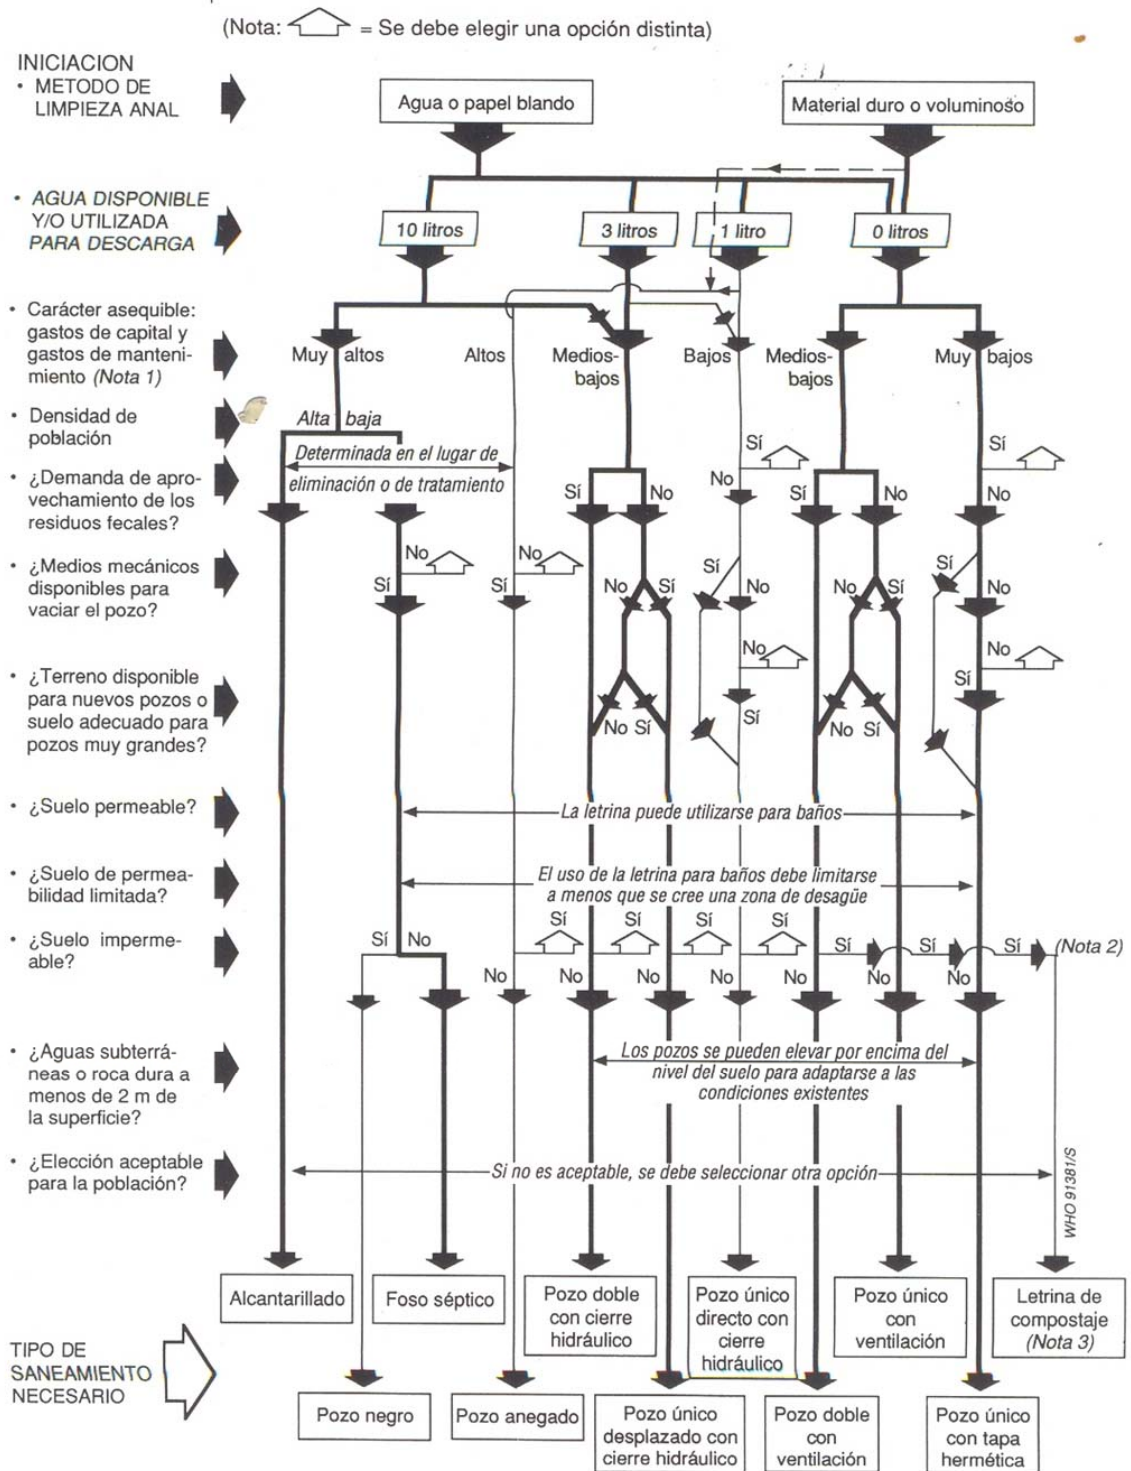 (Nota: = Se debe elegir una opción distinta)
INICIACION
• METODO DE
LIMPIEZA ANAL
Agua o papel blando
Material duro o voluminoso
• AGUA DISPONIBLE
Y/O UTILIZADA
PARA DESCARGA
10 litros
3 litros
1 litro
0 litros
• Carácter asequible:
gastos de capital y
gastos de manteni-
miento (Nota 1)
Muy altos
Altos
Medios-
bajos
Bajos
Medios-
bajos
Muy bajos
• Densidad de
población
Alta baja
Determinada en el lugar de
eliminación o de tratamiento
• ¿Demanda de apro-
vechamiento de los
residuos fecales?
Sí
No
Sí
No
Sí
No
Sí
No
• ¿Medios mecánicos
disponibles para
vaciar el pozo?
No
Sí
No
Sí
No
Sí
Sí
No
No
Sí
Sí
No
• ¿Terreno disponible
para nuevos pozos o
suelo adecuado para
pozos muy grandes?
No
Sí
No
Sí
No
Sí
No
Sí
• ¿Suelo permeable?
La letrina puede utilizarse para baños
• ¿Suelo de permea-
bilidad limitada?
El uso de la letrina para baños debe limitarse
a menos que se cree una zona de desagüe
• ¿Suelo imperme-
able?
Sí
No
Sí
Sí
Sí
Sí
Sí
Sí
Sí
(Nota 2)
No
No
No
No
No
No
No
• ¿Aguas subterrá-
neas o roca dura a
menos de 2 m de
la superficie?
Los pozos se pueden elevar por encima del
nivel del suelo para adaptarse a las
condiciones existentes
• ¿Elección aceptable
para la población?
Si no es aceptable, se debe seleccionar otra opción
WHO 91381/S
TIPO DE
SANEAMIENTO
NECESARIO
Alcantarillado
Foso séptico
Pozo doble
con cierre
hidráulico
Pozo único
directo con
cierre
hidráulico
Pozo único
con
ventilación
Letrina de
compostaje
(Nota 3)
Pozo negro
Pozo anegado
Pozo único
desplazado con
cierre hidráulico
Pozo doble
con
ventilación
Pozo único
con tapa
hermética